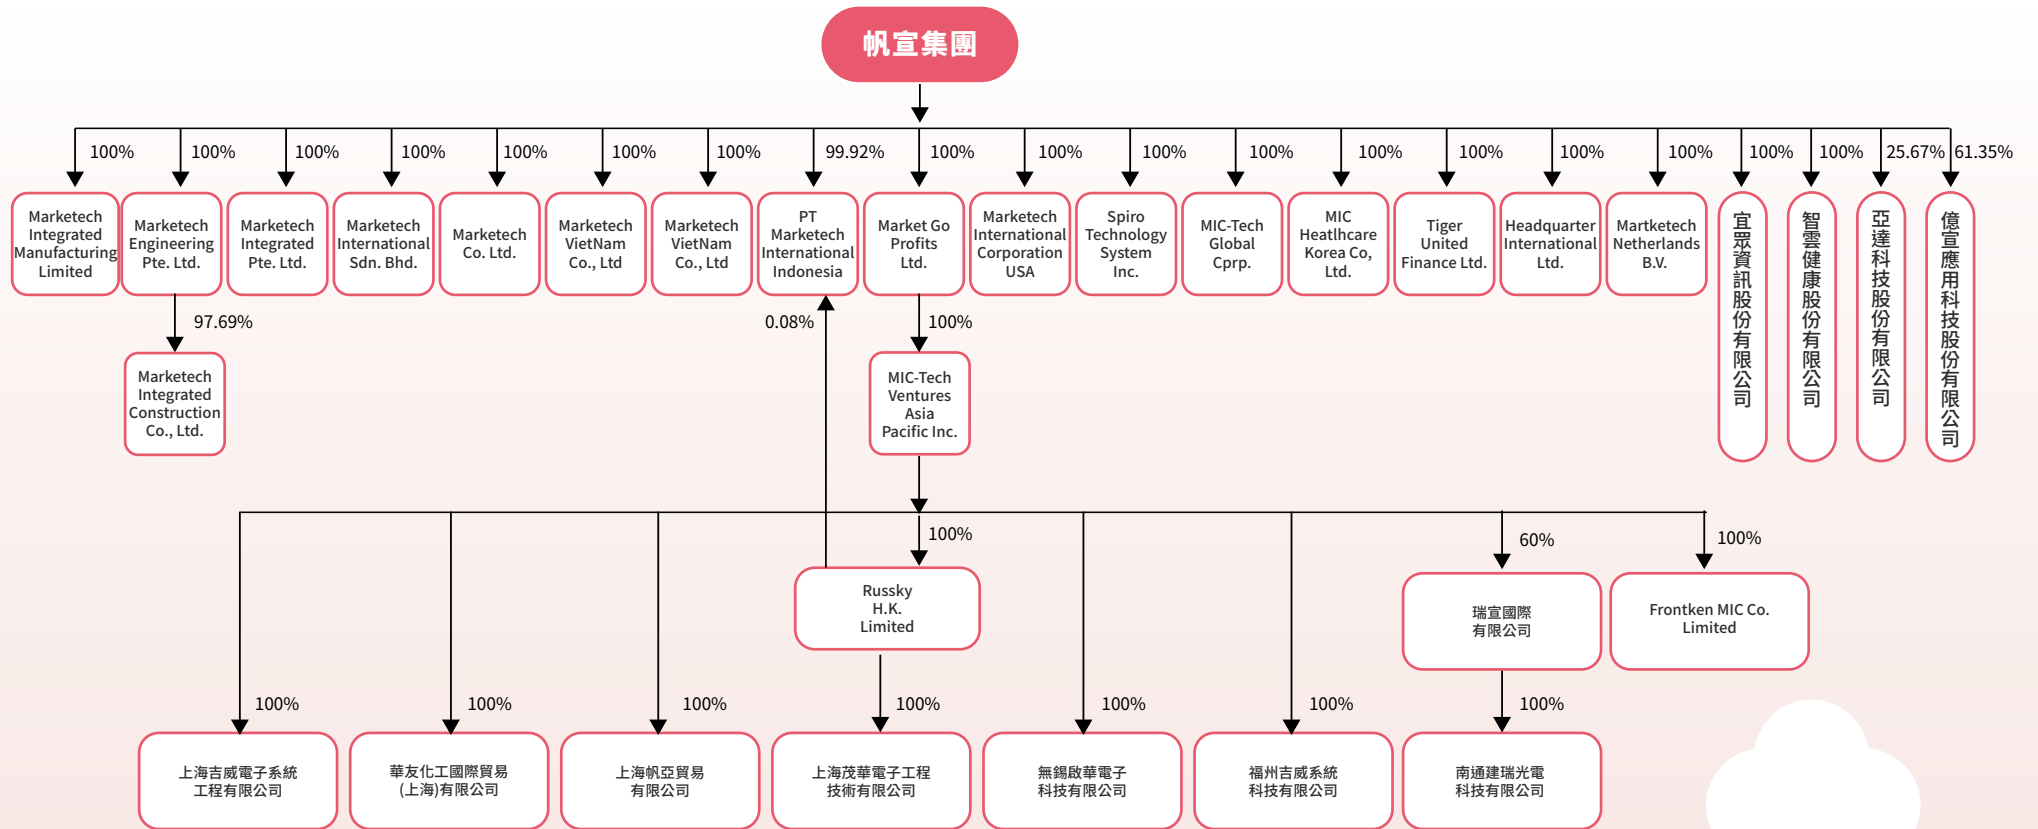 帆宣集團
100%
100%
100%
100%
100%
100%
100%
99.92%
100%
100%
100%
100%
100%
100%
100%
100%
100%
100%
25.67%
61.35%
Marketech
Integrated
Manufacturing
Limited
Marketech
Engineering
Pte. Ltd.
Marketech
Integrated
Pte. Ltd.
Marketech
International
Sdn. Bhd.
Marketech
Co. Ltd.
Marketech
VietNam
Co., Ltd
Marketech
VietNam
Co., Ltd
PT
Marketech
International
Indonesia
Market Go
Profits
Ltd.
Marketech
International
Corporation
USA
Spiro
Technology
System
Inc.
MIC-Tech
Global
Cprp.
MIC
Heatlhcare
Korea Co,
Ltd.
Tiger
United
Finance Ltd.
Headquarter
International
Ltd.
Martketech
Netherlands
B.V.
宜眾資訊股份有限公司
智雲健康股份有限公司
亞達科技股份有限公司
億宣應用科技股份有限公司
97.69%
0.08%
100%
Marketech
Integrated
Construction
Co., Ltd.
MIC-Tech
Ventures
Asia
Pacific Inc.
100%
60%
100%
Russky
H.K.
Limited
瑞宣國際
有限公司
Frontken MIC Co.
Limited
100%
100%
100%
100%
100%
100%
100%
上海吉威電子系統
工程有限公司
華友化工國際貿易
(上海)有限公司
上海帆亞貿易
有限公司
上海茂華電子工程
技術有限公司
無錫啟華電子
科技有限公司
福州吉威系統
科技有限公司
南通建瑞光電
科技有限公司